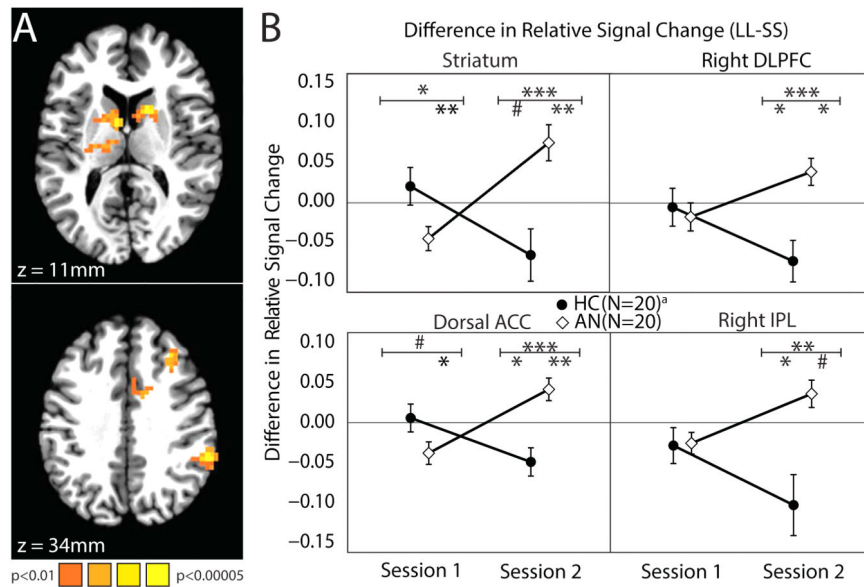 A
z = 11mm
z = 34mm
p<0.01 p<0.00005
B
Difference in Relative Signal Change (LL-SS)
Difference in Relative Signal Change
Striatum Right DLPFC
0.15
0.10
0.05
0.00
−0.05
−0.10
* ***
** # **
***
* *
HC(N=20)ª
AN(N=20)
Dorsal ACC Right IPL
0.10
0.05
0.00
−0.05
−0.10
−0.15
# ***
* * **
**
* #
Session 1 Session 2 Session 1 Session 2